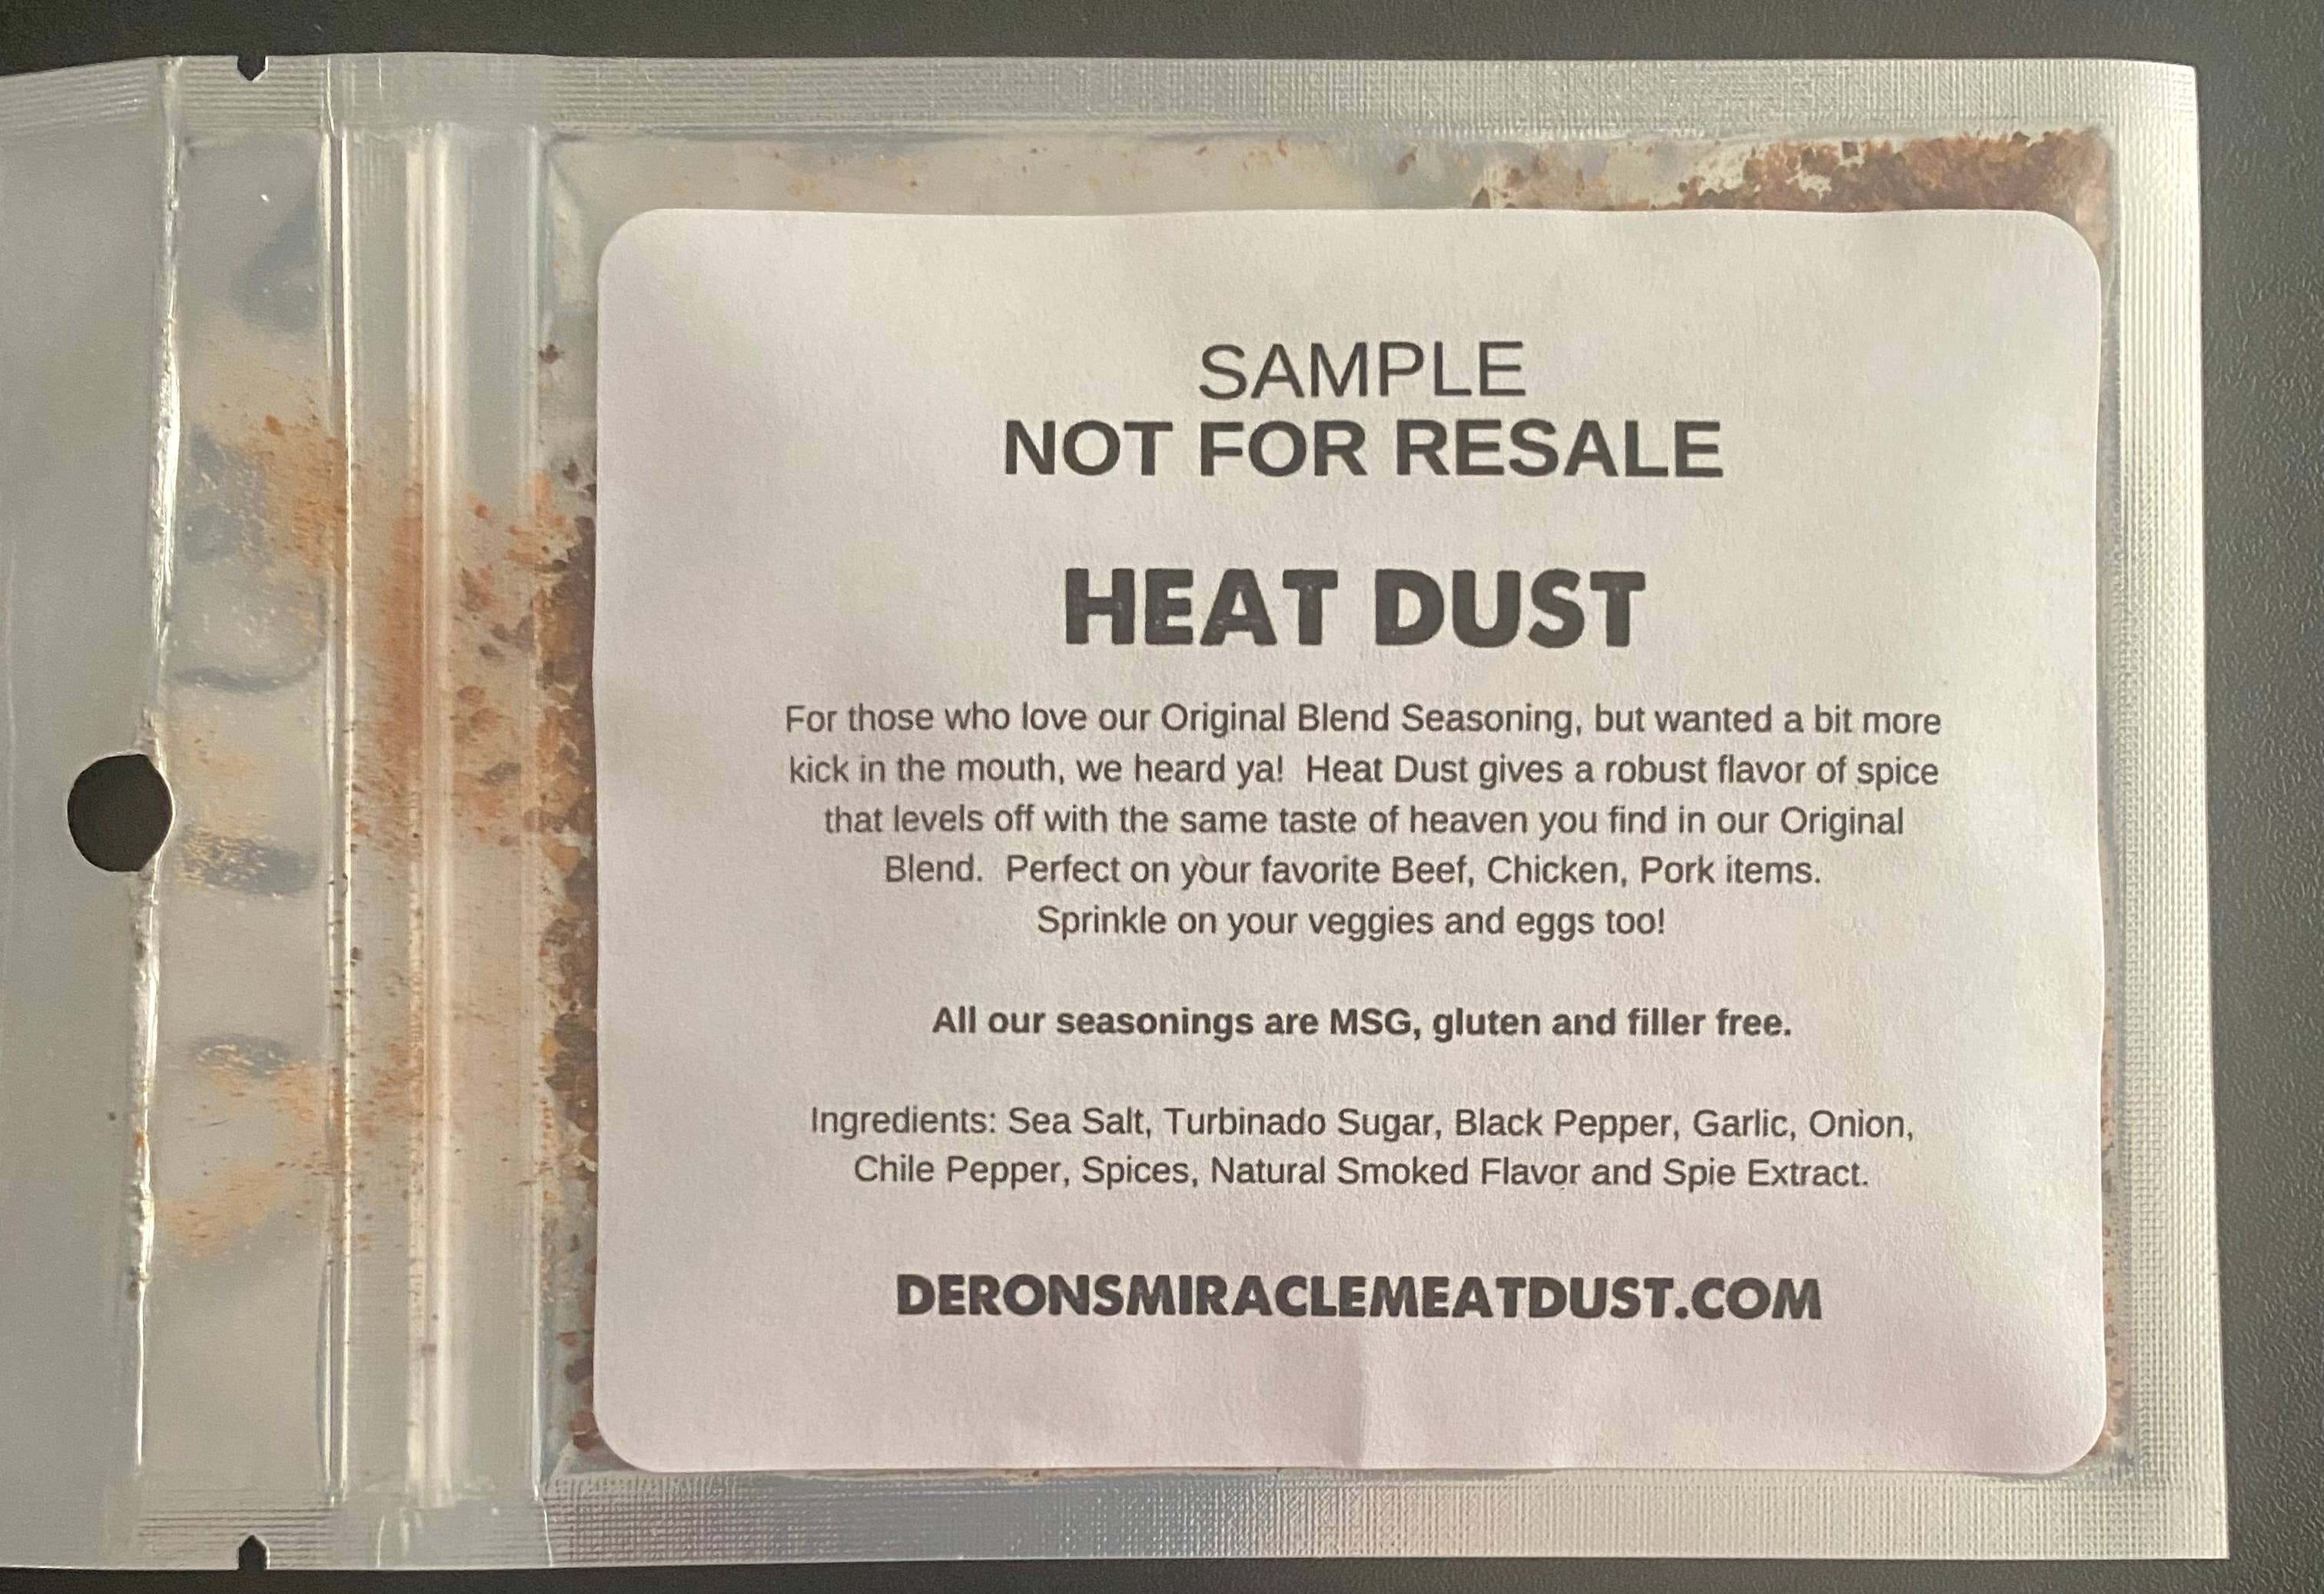 SAMPLE
NOT FOR RESALE
HEAT DUST
For those who love our Original Blend Seasoning, but wanted a bit more
kick in the mouth, we heard ya!  Heat Dust gives a robust flavor of spice
that levels off with the same taste of heaven you find in our Original
Blend.  Perfect on your favorite Beef, Chicken, Pork items.
Sprinkle on your veggies and eggs too!
All our seasonings are MSG, gluten and filler free.
Ingredients: Sea Salt, Turbinado Sugar, Black Pepper, Garlic, Onion,
Chile Pepper, Spices, Natural Smoked Flavor and Spie Extract.
DERONSMIRACLEMEATDUST.COM